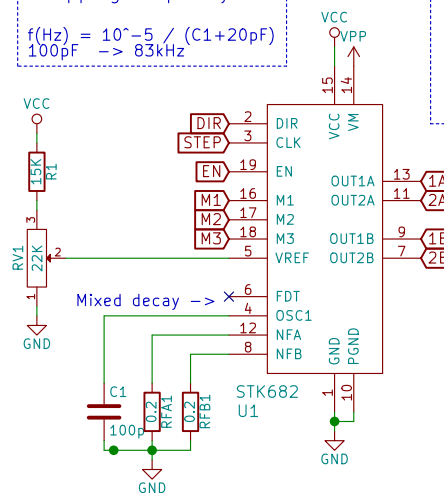 f(Hz) = 10^-5 / (C1+20pF)
100pF -> 83kHz
VCC
VPP
15
14
VCC
VM
DIR
2
DIR
STEP
3
CLK
EN
19
EN
M1
16
M1
M2
17
M2
M3
18
M3
5
VREF
OUT1A
13
1A
OUT2A
11
2A
OUT1B
9
OUT2B
7
VCC
15K
R1
3
RV1
22K
2
1
GND
Mixed decay ->
6
FDT
4
OSC1
12
NFA
8
NFB
GND
PGND
1
10
STK682
U1
GND
C1
100p
0.2
RFA1
0.2
RFB1
GND